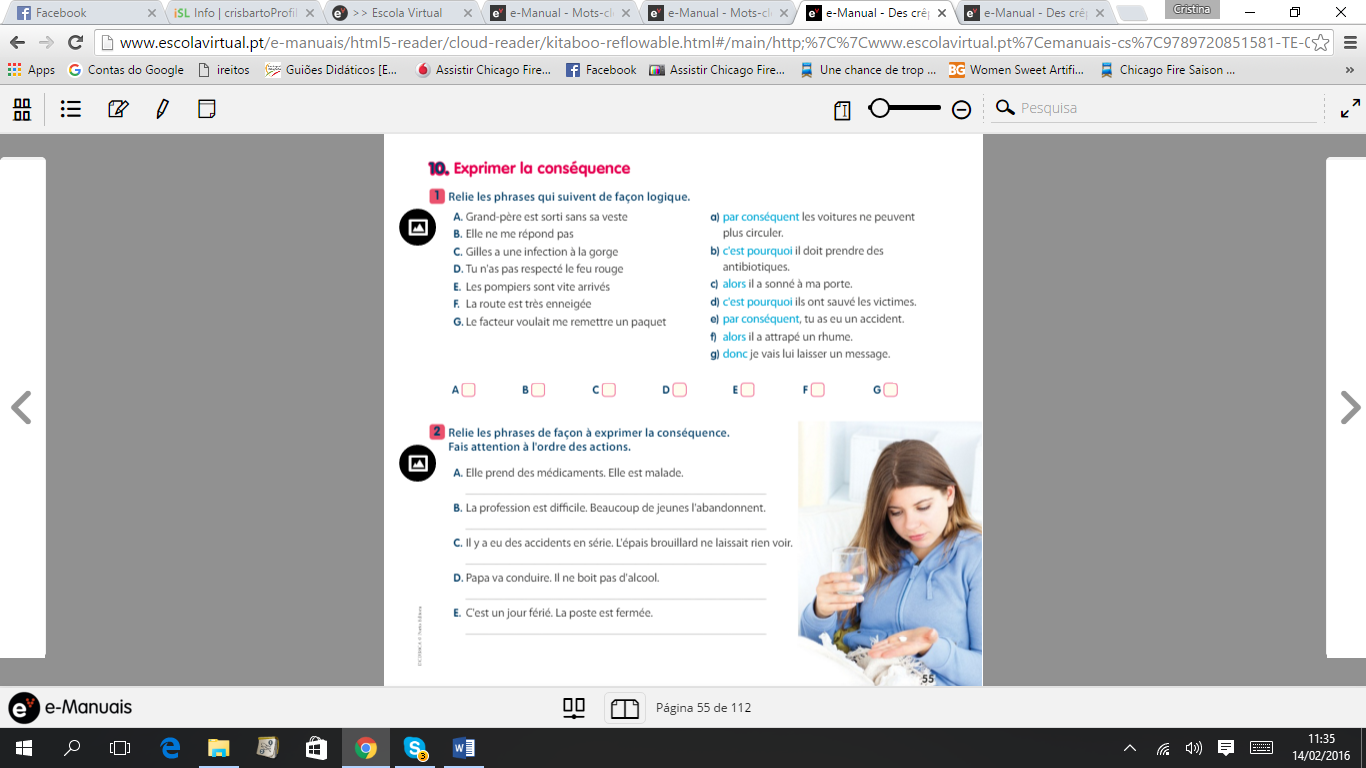 Facebook
iSL Info | crisbartoProfil
>> Escola Virtual
e-Manual - Mots-cl
e-Manual - Mots-cl
e-Manual - Des crê
e-Manual - Des crê
Cristina
www.escolavirtual.pt/e-manuais/html5-reader/cloud-reader/kitaboo-reflowable.html#/main/http;%7C%7Cwww.escolavirtual.pt%7Cemanuais-cs%7C9789720851581-TE-0
Apps
Contas do Google
ireitos
Guiões Didáticos [E...
Assistir Chicago Fire...
Facebook
Assistir Chicago Fire...
Une chance de trop ...
BG Women Sweet Artifi...
Chicago Fire Saison ...
»
Pesquisa
10. Exprimer la conséquence
1 Relie les phrases qui suivent de façon logique.
A. Grand-père est sorti sans sa veste
B. Elle ne me répond pas
C. Gilles a une infection à la gorge
D. Tu n'as pas respecté le feu rouge
E. Les pompiers sont vite arrivés
F. La route est très enneigée
G. Le facteur voulait me remettre un paquet
a) par conséquent les voitures ne peuvent
plus circuler.
b) c'est pourquoi il doit prendre des
antibiotiques.
c) alors il a sonné à ma porte.
d) c'est pourquoi ils ont sauvé les victimes.
e) par conséquent, tu as eu un accident.
f) alors il a attrapé un rhume.
g) donc je vais lui laisser un message.
A B C D E F G
2 Relie les phrases de façon à exprimer la conséquence.
Fais attention à l'ordre des actions.
A. Elle prend des médicaments. Elle est malade.
B. La profession est difficile. Beaucoup de jeunes l'abandonnent.
C. Il y a eu des accidents en série. L'épais brouillard ne laissait rien voir.
D. Papa va conduire. Il ne boit pas d'alcool.
E. C'est un jour férié. La poste est fermée.
55
e-Manuais
Página 55 de 112
3
11:35
14/02/2016